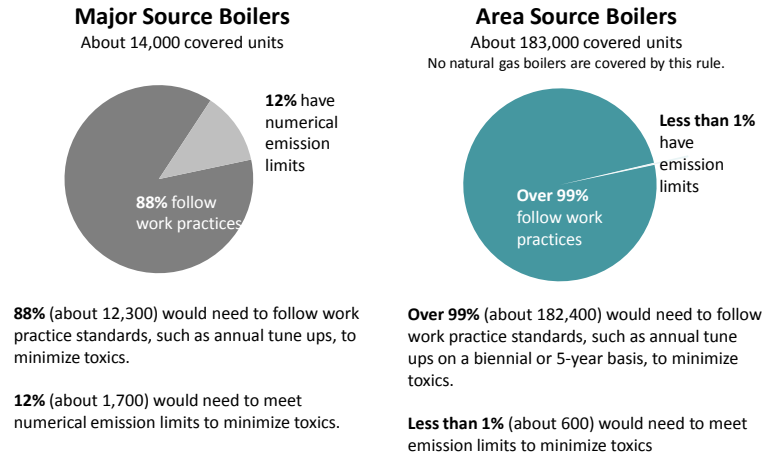 Major Source Boilers
About 14,000 covered units
12% have
numerical
emission
limits
88% follow
work practices
88% (about 12,300) would need to follow work
practice standards, such as annual tune ups, to
minimize toxics.
12% (about 1,700) would need to meet
numerical emission limits to minimize toxics.
Area Source Boilers
About 183,000 covered units
No natural gas boilers are covered by this rule.
Less than 1%
have
emission
limits
Over 99%
follow work
practices
Over 99% (about 182,400) would need to follow
work practice standards, such as annual tune
ups on a biennial or 5-year basis, to minimize
toxics.
Less than 1% (about 600) would need to meet
emission limits to minimize toxics